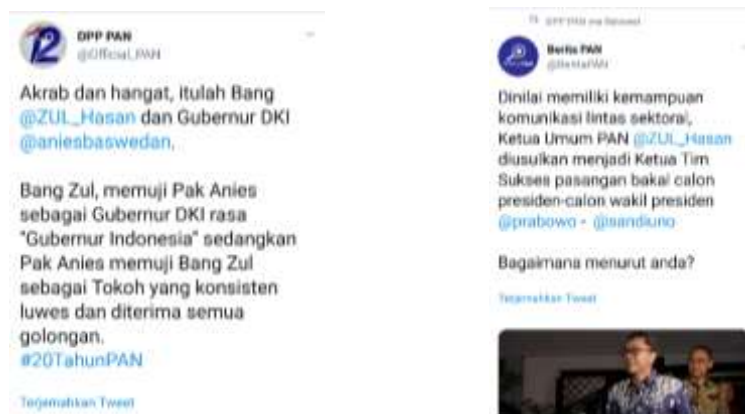 12
DPP PAN
@Official_PAN
Akrab dan hangat, itulah Bang
@ZUL_Hasan dan Gubernur DKI
@aniesbaswedan.
Bang Zul, memuji Pak Anies
sebagai Gubernur DKI rasa
"Gubernur Indonesia" sedangkan
Pak Anies memuji Bang Zul
sebagai Tokoh yang konsisten
luwes dan diterima semua
golongan.
#20TahunPAN
Terjemahkan Tweet
Berita PAN
@BeritaPAN
Dinilai memiliki kemampuan
komunikasi lintas sektoral,
Ketua Umum PAN @ZUL_Hasan
diusulkan menjadi Ketua Tim
Sukses pasangan bakal calon
presiden-calon wakil presiden
@prabowo - @sandiuno
Bagaimana menurut anda?
Terjemahkan Tweet